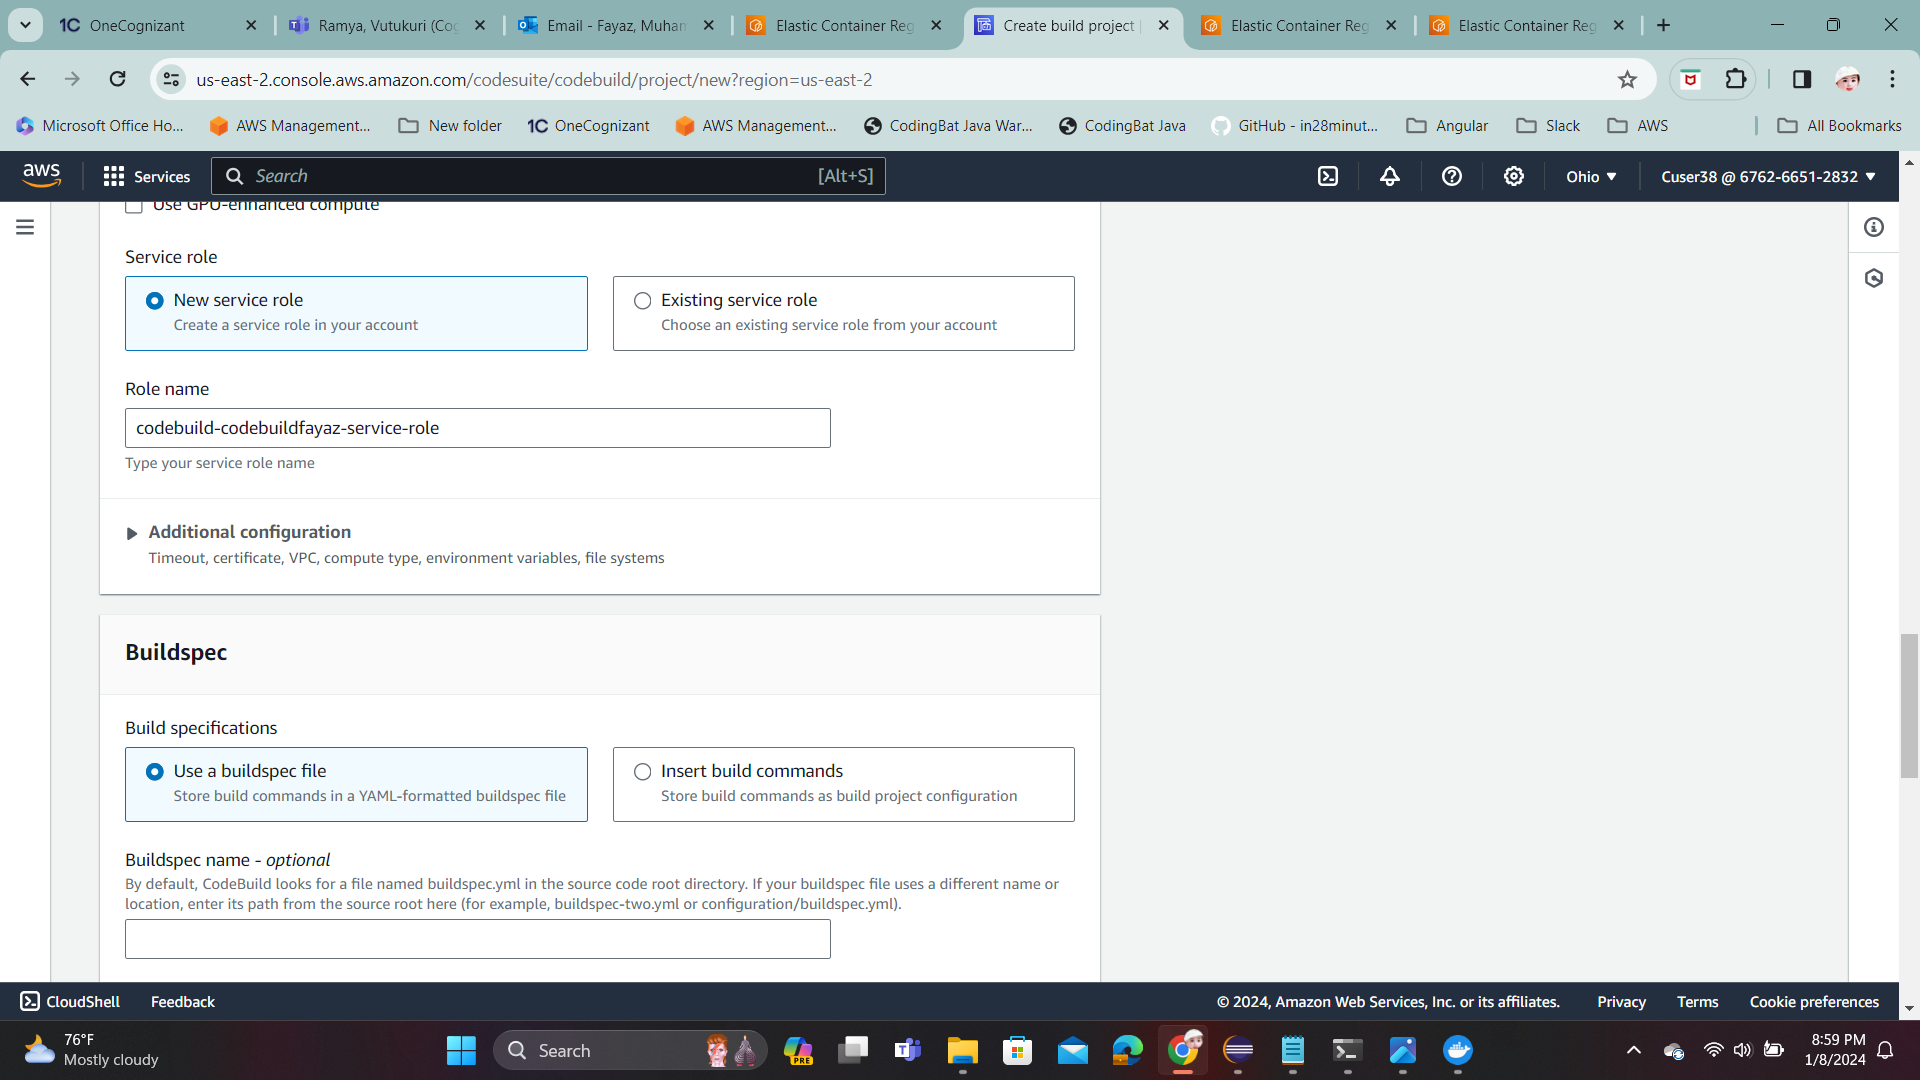 OneCognizant
Ramya, Vutukuri (Cog
Email - Fayaz, Muham
Elastic Container Reg
Create build project |
Elastic Container Reg
Elastic Container Reg
us-east-2.console.aws.amazon.com/codesuite/codebuild/project/new?region=us-east-2
Microsoft Office Ho...
AWS Management...
New folder
OneCognizant
AWS Management...
CodingBat Java War...
CodingBat Java
GitHub - in28minut...
Angular
Slack
AWS
All Bookmarks
aws
Services
Search
[Alt+S]
Ohio
Cuser38 @ 6762-6651-2832
Use GPU-enhanced compute
Service role
New service role
Create a service role in your account
Existing service role
Choose an existing service role from your account
Role name
codebuild-codebuildfayaz-service-role
Type your service role name
Additional configuration
Timeout, certificate, VPC, compute type, environment variables, file systems
Buildspec
Build specifications
Use a buildspec file
Store build commands in a YAML-formatted buildspec file
Insert build commands
Store build commands as build project configuration
Buildspec name - optional
By default, CodeBuild looks for a file named buildspec.yml in the source code root directory. If your buildspec file uses a different name or
location, enter its path from the source root here (for example, buildspec-two.yml or configuration/buildspec.yml).
CloudShell
Feedback
© 2024, Amazon Web Services, Inc. or its affiliates.
Privacy
Terms
Cookie preferences
76°F
Mostly cloudy
Search
PRE
8:59 PM
1/8/2024